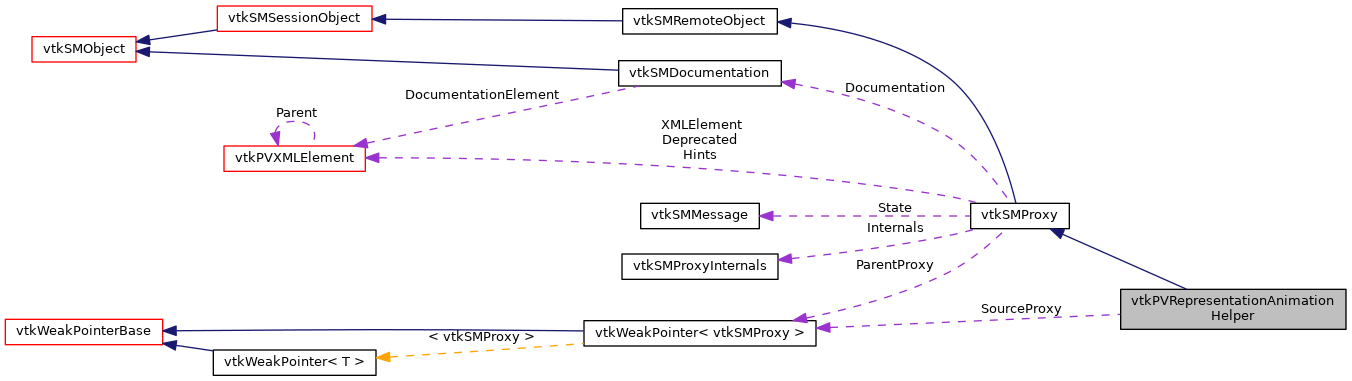 vtkSMSessionObject
vtkSMRemoteObject
vtkSMObject
vtkSMDocumentation
Documentation
DocumentationElement
Parent
XMLElement
Deprecated
Hints
vtkPVXMLElement
State
vtkSMMessage
vtkSMProxy
Internals
vtkSMProxyInternals
ParentProxy
vtkPVRepresentationAnimation
Helper
SourceProxy
vtkWeakPointerBase
vtkWeakPointer< vtkSMProxy >
< vtkSMProxy >
vtkWeakPointer< T >